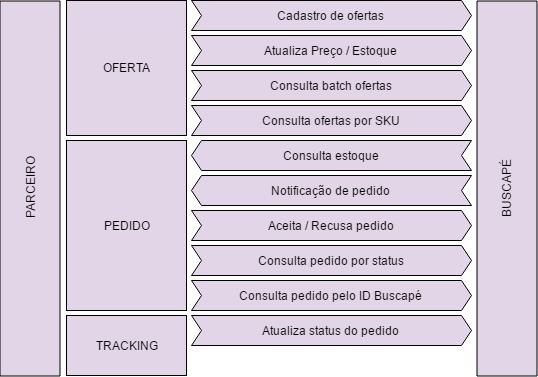 PARCEIRO
OFERTA
Cadastro de ofertas
Atualiza Preço / Estoque
Consulta batch ofertas
Consulta ofertas por SKU
PEDIDO
Consulta estoque
Notificação de pedido
Aceita / Recusa pedido
Consulta pedido por status
Consulta pedido pelo ID Buscapé
TRACKING
Atualiza status do pedido
BUSCAPÉ